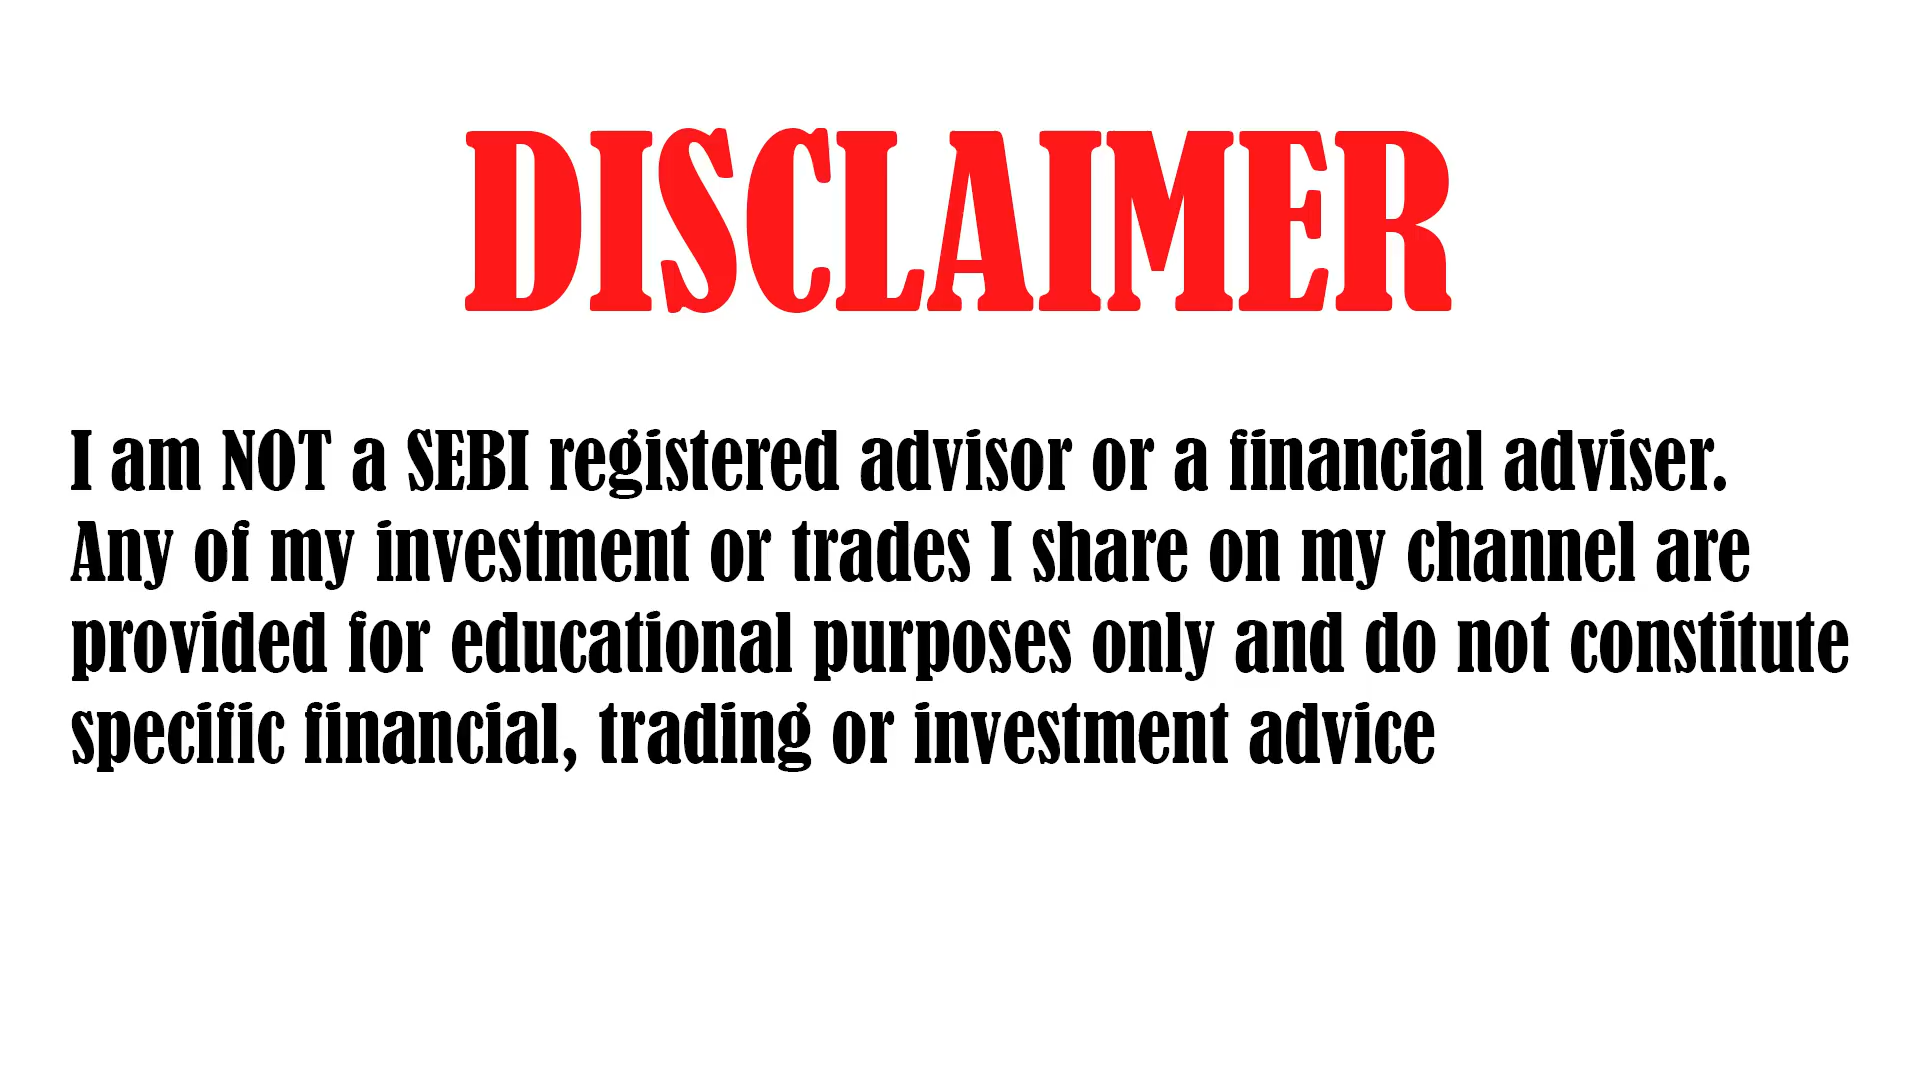 DISCLAIMER
I am NOT a SEBI registered advisor or a financial adviser.
Any of my investment or trades I share on my channel are
provided for educational purposes only and do not constitute
specific financial, trading or investment advice